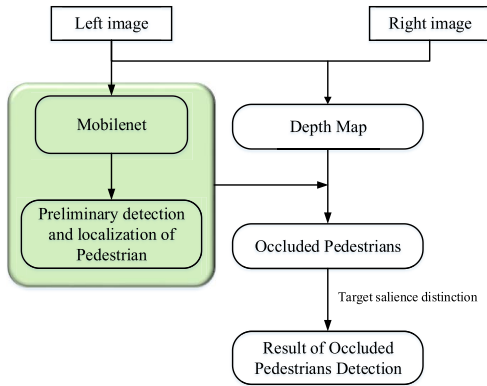 Left image
Right image
Mobilenet
Depth Map
Preliminary detection
and localization of
Pedestrian
Occluded Pedestrians
Target salience distinction
Result of Occluded
Pedestrians Detection